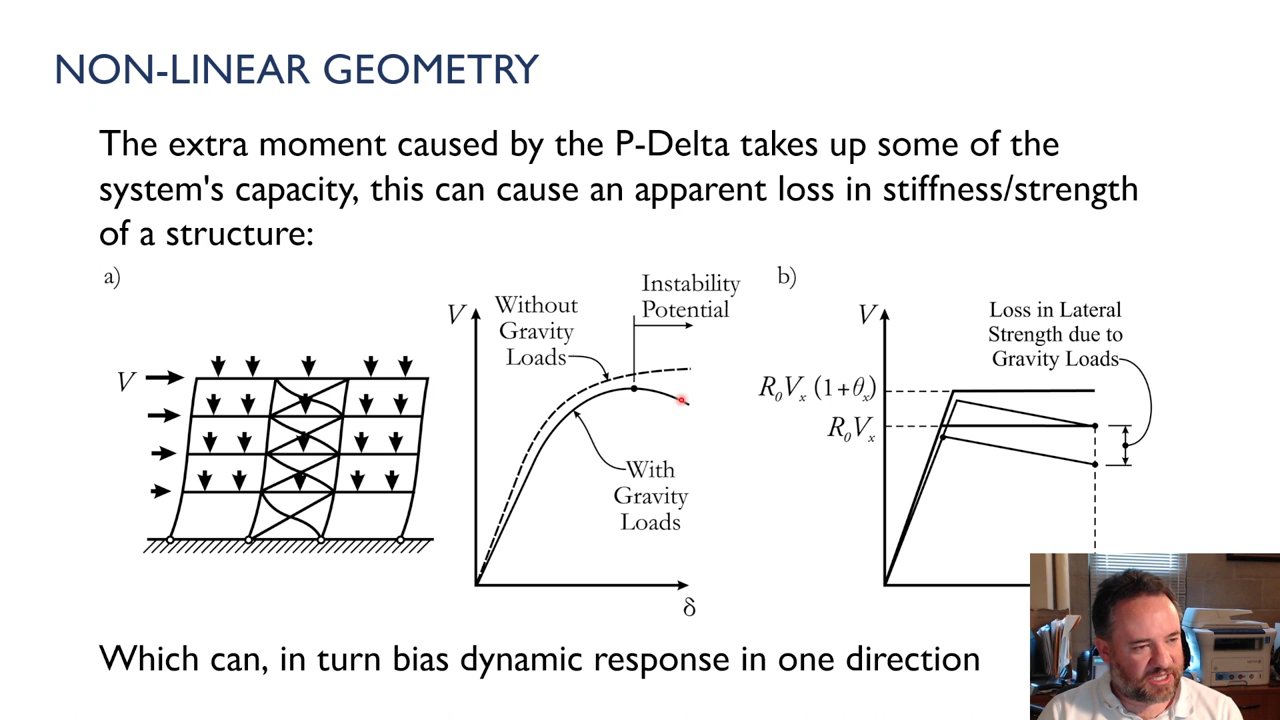 NON-LINEAR GEOMETRY
The extra moment caused by the P-Delta takes up some of the
system's capacity, this can cause an apparent loss in stiffness/strength
of a structure:
a)
V
V
Without
Gravity
Loads
Instability
Potential
With
Gravity
Loads
δ
b)
V
Loss in Lateral
Strength due to
Gravity Loads
R₀Vₓ (1+θₓ)
R₀Vₓ
Which can, in turn bias dynamic response in one direction